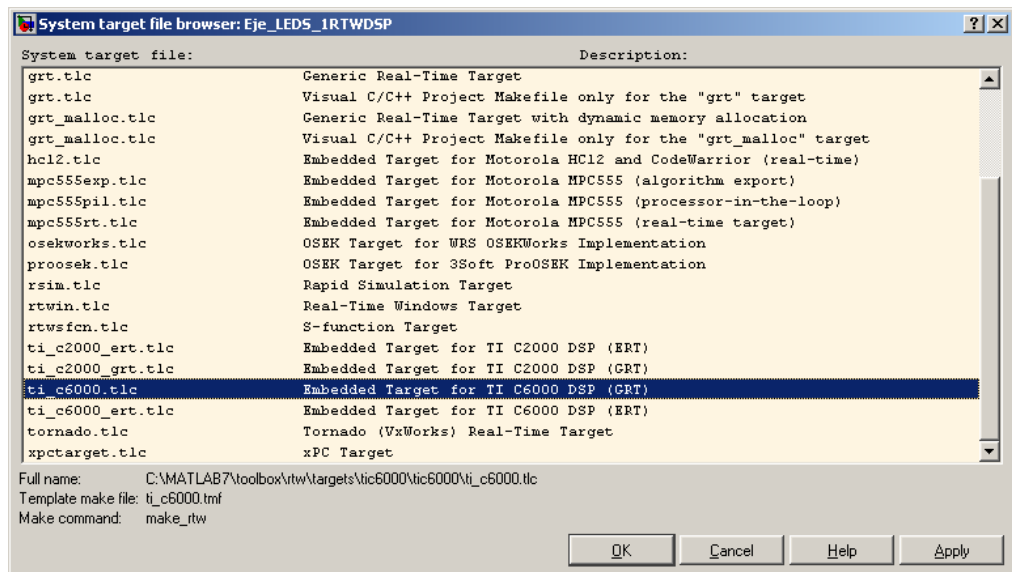 System target file browser: Eje_LEDS_1RTWDSP
System target file: Description:
grt.tlc Generic Real-Time Target
grt.tlc Visual C/C++ Project Makefile only for the "grt" target
grt_malloc.tlc Generic Real-Time Target with dynamic memory allocation
grt_malloc.tlc Visual C/C++ Project Makefile only for the "grt_malloc" target
hc12.tlc Embedded Target for Motorola HC12 and CodeWarrior (real-time)
mpc555exp.tlc Embedded Target for Motorola MPC555 (algorithm export)
mpc555pil.tlc Embedded Target for Motorola MPC555 (processor-in-the-loop)
mpc555rt.tlc Embedded Target for Motorola MPC555 (real-time target)
osekworks.tlc OSEK Target for WRS OSEKWorks Implementation
proosek.tlc OSEK Target for 3Soft ProOSEK Implementation
rsim.tlc Rapid Simulation Target
rtwin.tlc Real-Time Windows Target
rtwsfcn.tlc S-function Target
ti_c2000_ert.tlc Embedded Target for TI C2000 DSP (ERT)
ti_c2000_grt.tlc Embedded Target for TI C2000 DSP (GRT)
ti_c6000.tlc Embedded Target for TI C6000 DSP (GRT)
ti_c6000_ert.tlc Embedded Target for TI C6000 DSP (ERT)
tornado.tlc Tornado (VxWorks) Real-Time Target
xpctarget.tlc xPC Target
Full name: C:\MATLAB7\toolbox\rtw\targets\tic6000\tic6000\ti_c6000.tlc
Template make file: ti_c6000.tmf
Make command: make_rtw
OK Cancel Help Apply